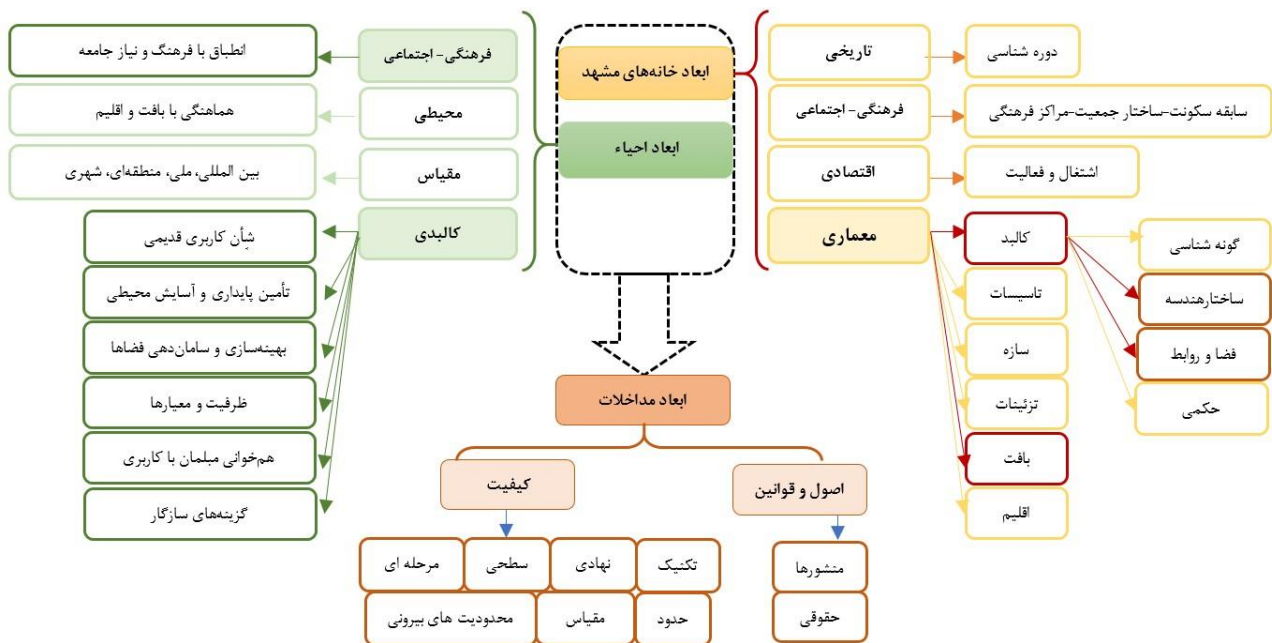 ابعاد خانه‌های مشهد
ابعاد احیاء
تاریخی
دوره شناسی
فرهنگی- اجتماعی
سابقه سکونت-ساختار جمعیت-مراکز فرهنگی
اقتصادی
اشتغال و فعالیت
معماری
کالبد
تاسیسات
سازه
تزئینات
بافت
اقلیم
گونه شناسی
ساختارهندسه
فضا و روابط
حکمی
فرهنگی- اجتماعی
انطباق با فرهنگ و نیاز جامعه
محیطی
هماهنگی با بافت و اقلیم
مقیاس
بین المللی، ملی، منطقه‌ای، شهری
کالبدی
شأن کاربری قدیمی
تأمین پایداری و آسایش محیطی
بهینه‌سازی و سامان‌دهی فضاها
ظرفیت و معیارها
هم‌خوانی مبلمان با کاربری
گزینه‌های سازگار
ابعاد مداخلات
اصول و قوانین
منشورها
حقوقی
کیفیت
تکنیک
نهادی
سطحی
مرحله ای
حدود
مقیاس
محدودیت های بیرونی